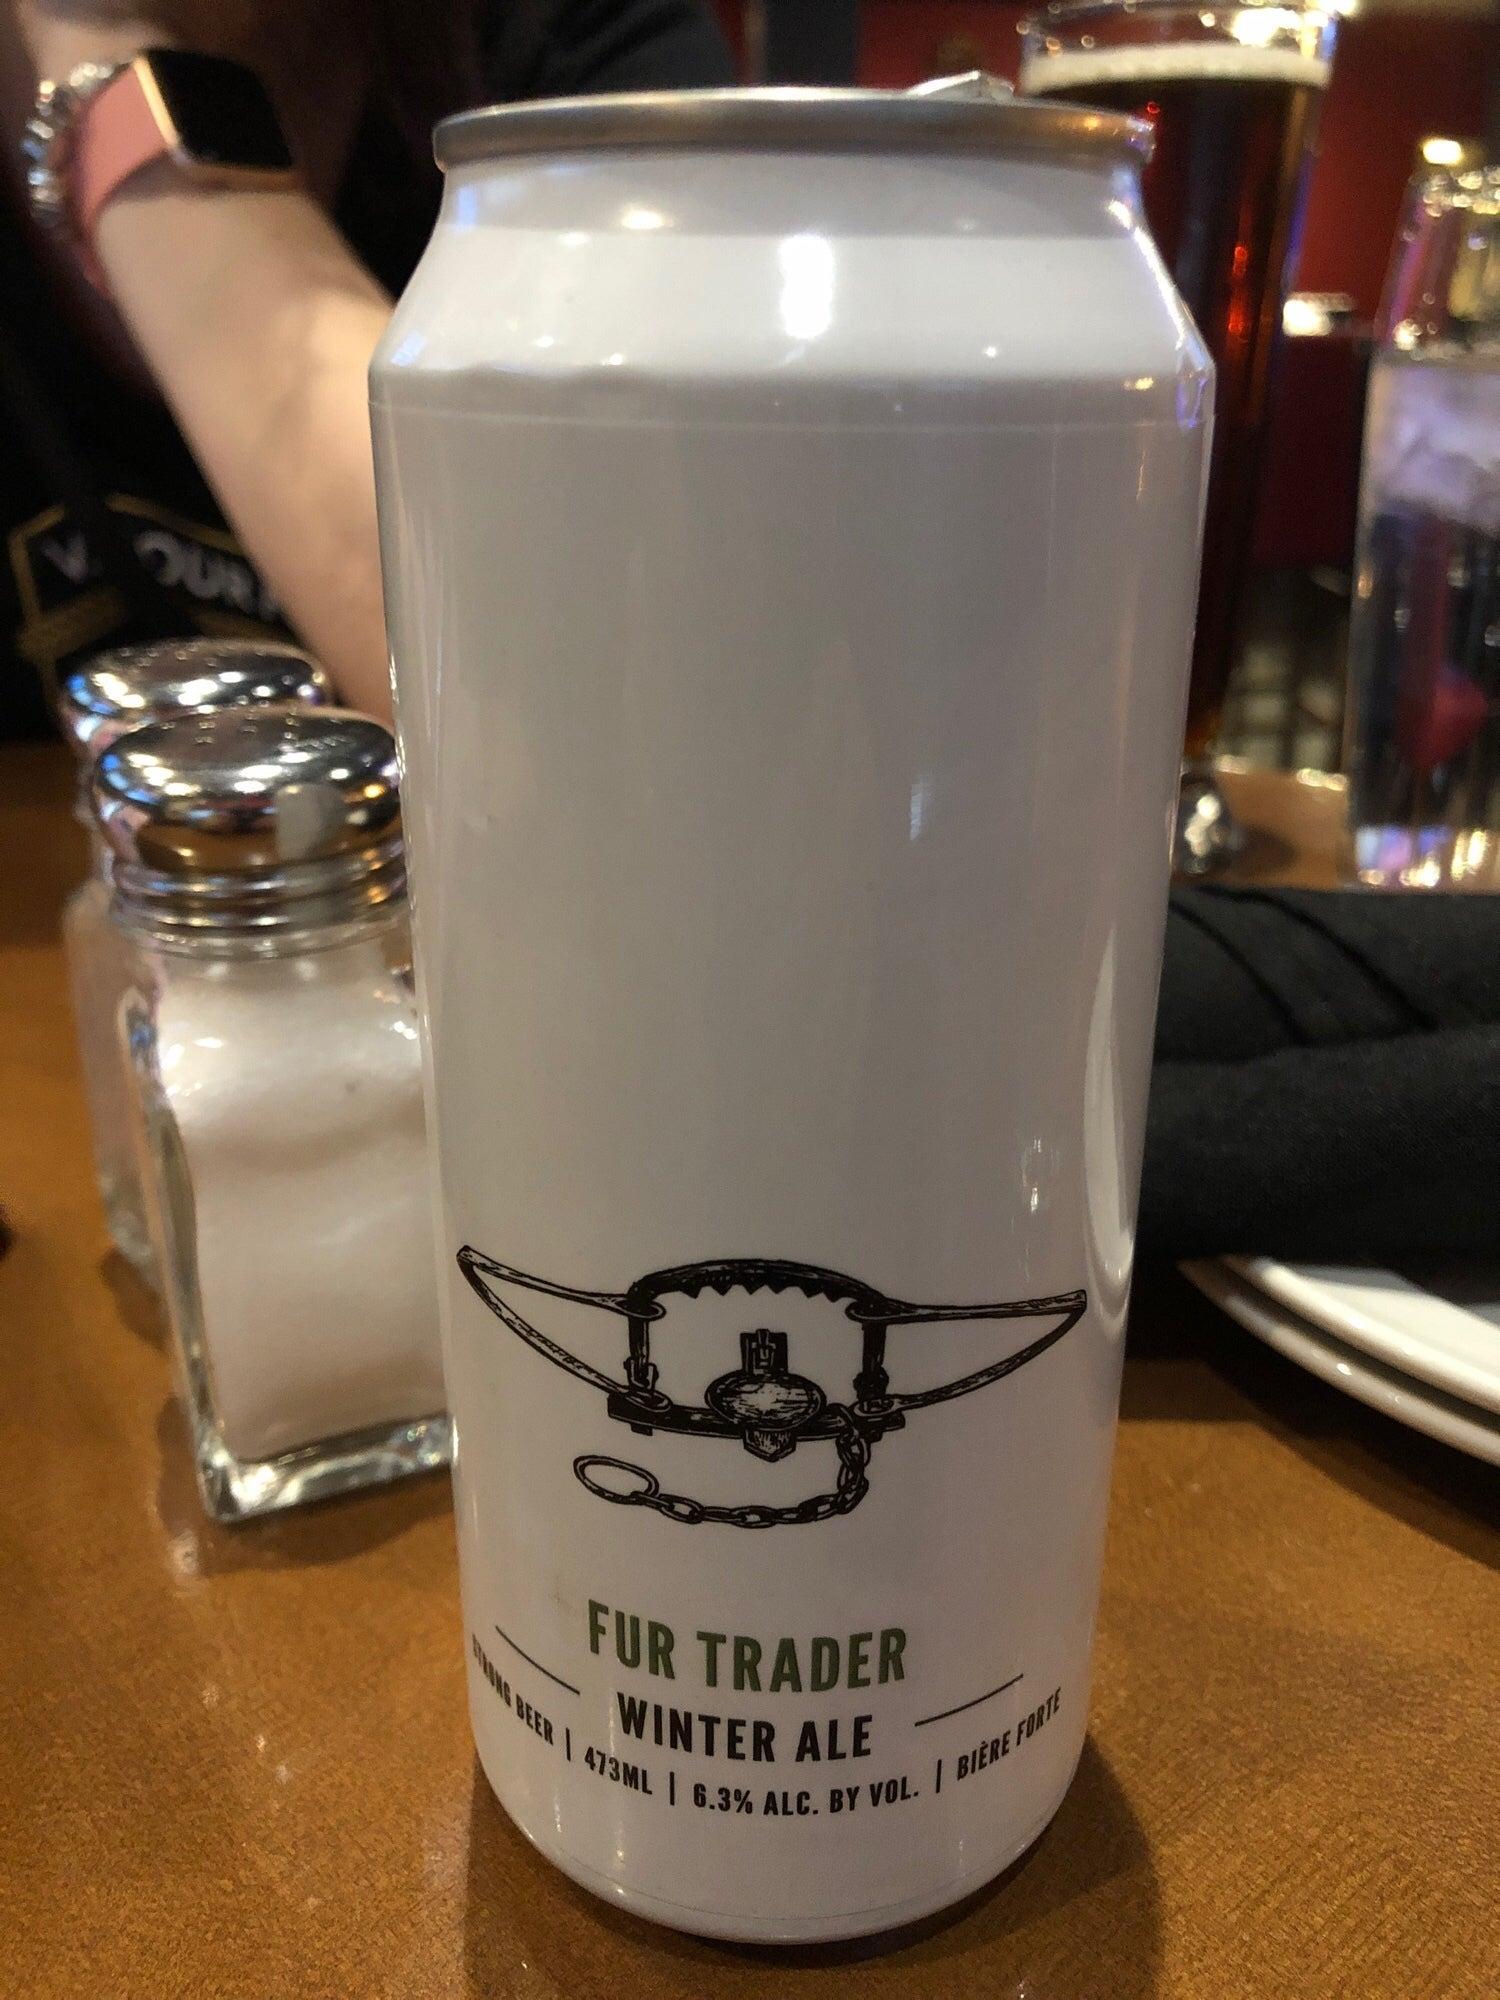 FUR TRADER
WINTER ALE
STRONG BEER | 473ML | 6.3% ALC. BY VOL. | BIÈRE FORTE